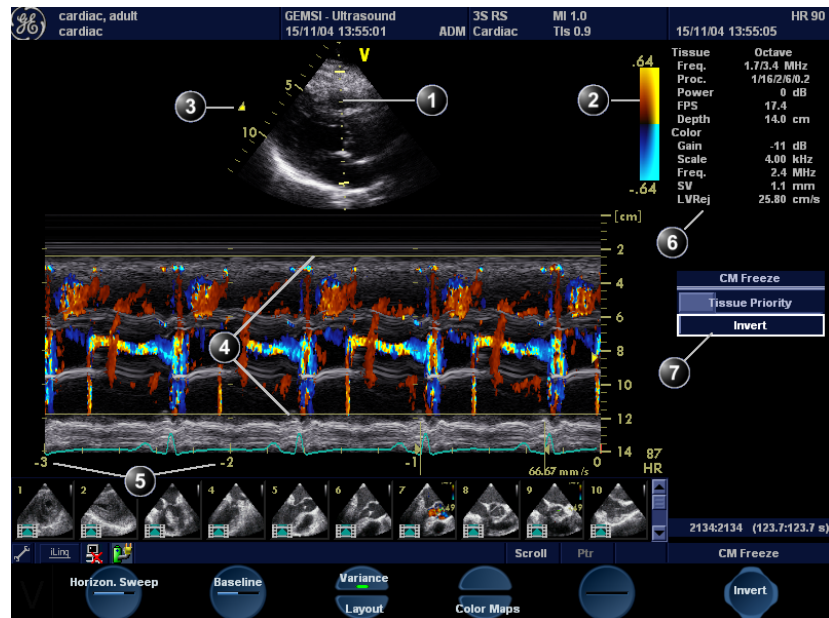 cardiac, adult GEMSI - Ultrasound 3S RS MI 1.0 HR 90
cardiac 15/11/04 13:55:01 ADM Cardiac TIs 0.9 15/11/04 13:55:05
V
5
10
1
2
3
.64
-.64
Tissue Octave
Freq. 1.7/3.4 MHz
Proc. 1/16/2/6/0.2
Power 0 dB
FPS 17.4
Depth 14.0 cm
Color
Gain -11 dB
Scale 4.00 kHz
Freq. 2.4 MHz
SV 1.1 mm
LVRej 25.80 cm/s
6
[cm]
2
4
6
8
10
12
14
4
CM Freeze
Tissue Priority
Invert
7
-3 -2 -1 0
5
66.67 mm/s
87
HR
1 2 3 4 5 6 7 8 9 10
2134:2134 (123.7:123.7 s)
iLinq Scroll Ptr CM Freeze
V
Horizon. Sweep Baseline Variance Invert
Layout Color Maps